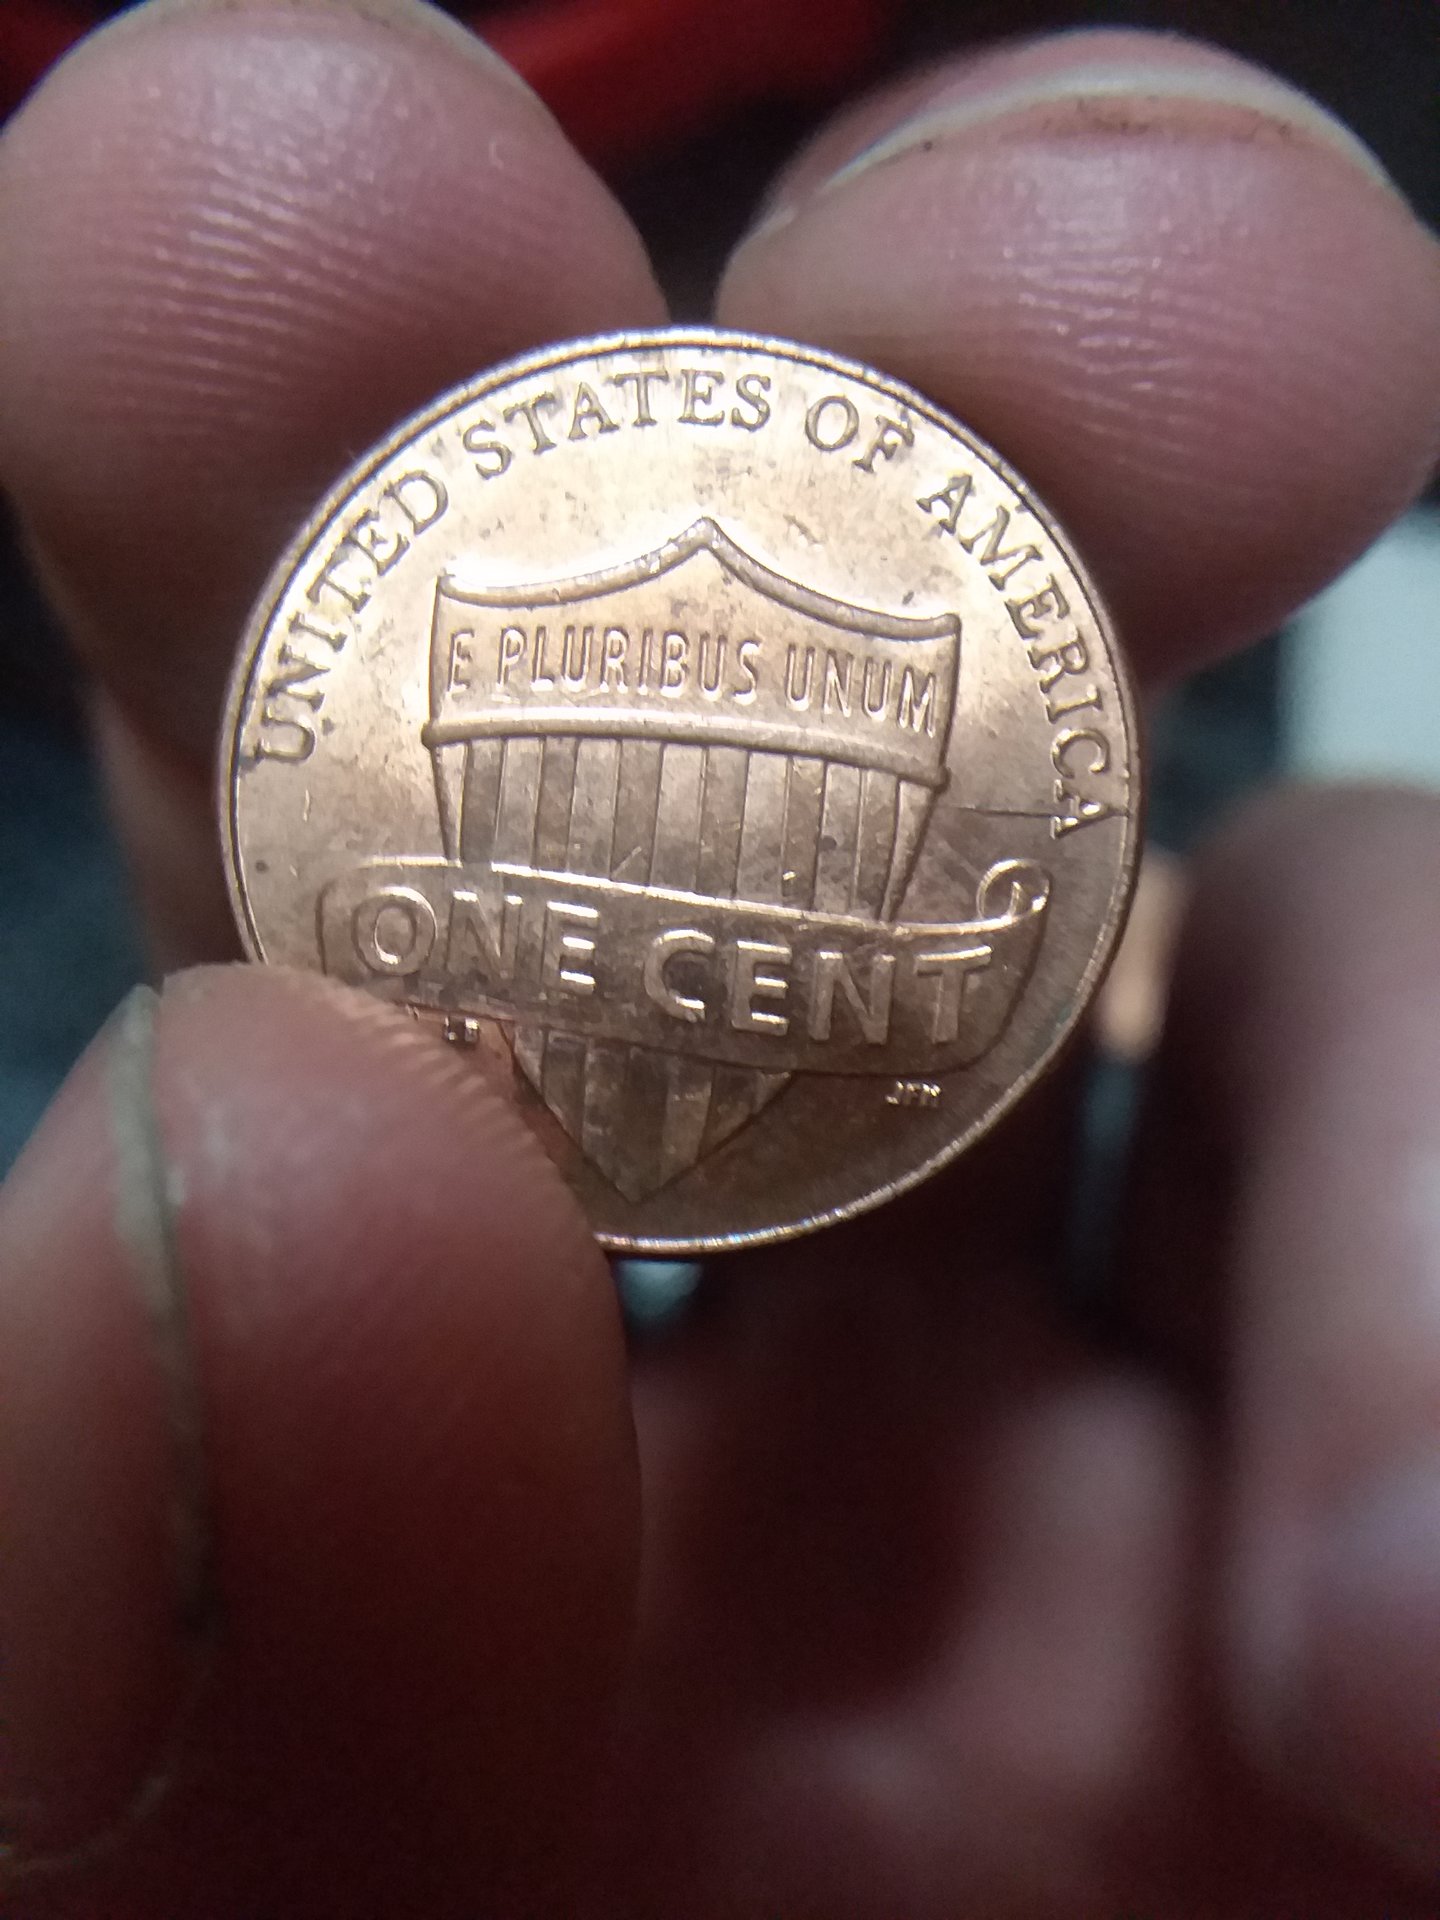 UNITED STATES OF AMERICA
E PLURIBUS UNUM
ONE CENT
JFM